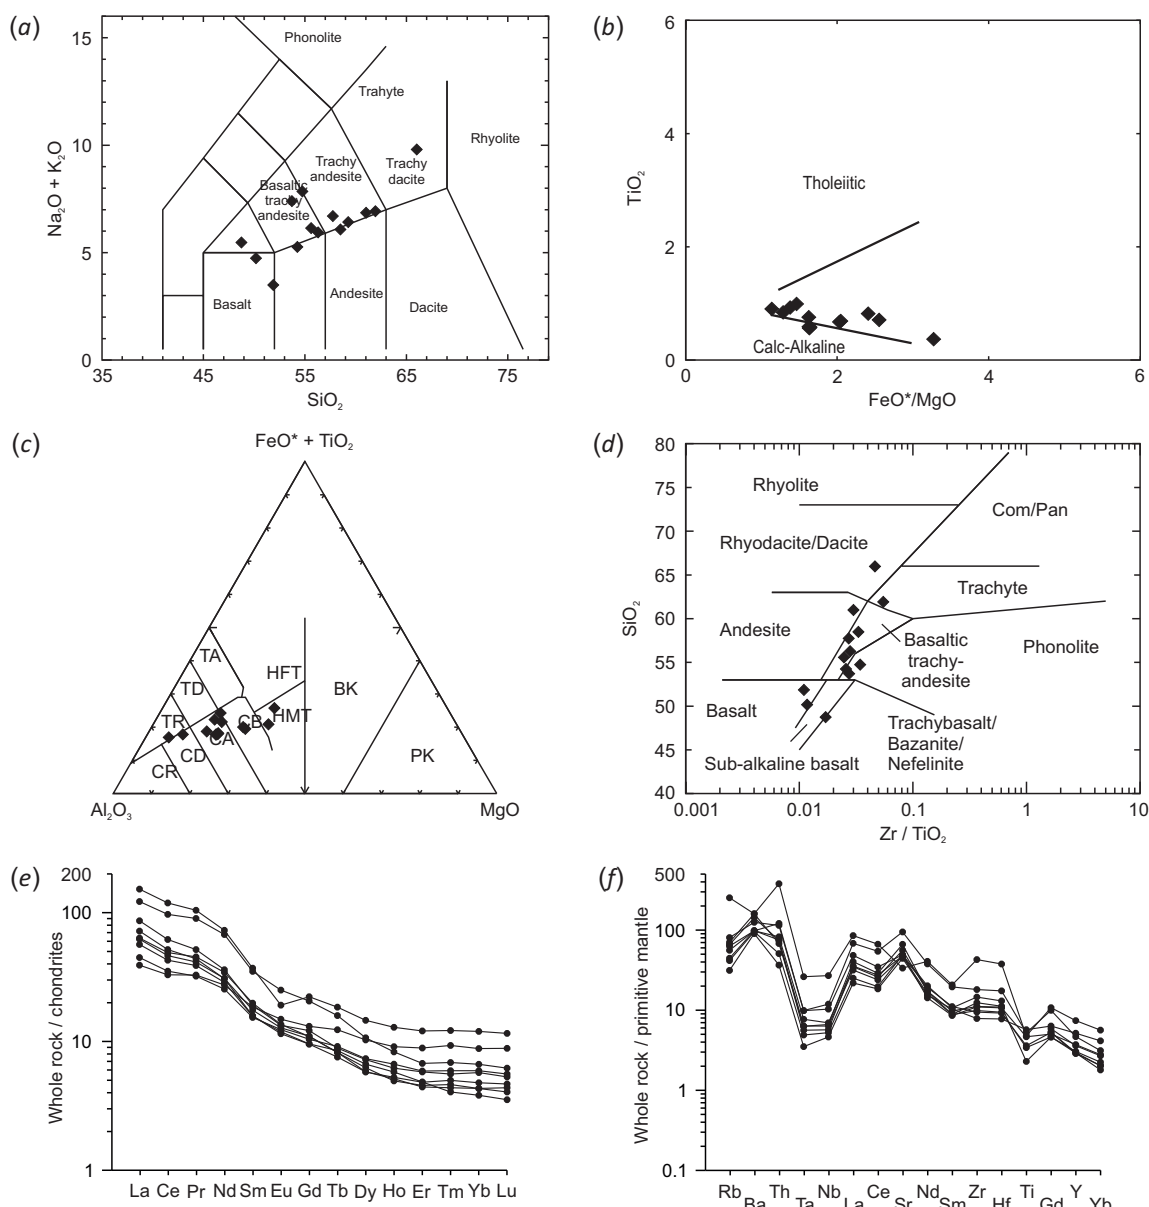 (a)
15
10
5
0
Na₂O + K₂O
35
45
55
65
75
SiO₂
Phonolite
Trahyte
Rhyolite
Trachy
andesite
Trachy
dacite
Basaltic
trachy
andesite
Basalt
Andesite
Dacite
(b)
6
4
2
0
TiO₂
0
2
4
6
FeO*/MgO
Tholeiitic
Calc-Alkaline
(c)
FeO* + TiO₂
Al₂O₃
MgO
TA
TD
TR
HFT
BK
CB
HMT
CA
CD
CR
PK
(d)
80
75
70
65
60
55
50
45
40
SiO₂
0.001
0.01
0.1
1
10
Zr / TiO₂
Rhyolite
Com/Pan
Rhyodacite/Dacite
Trachyte
Andesite
Basaltic
trachy-
andesite
Phonolite
Basalt
Trachybasalt/
Bazanite/
Nefelinite
Sub-alkaline basalt
(e)
200
100
10
1
Whole rock / chondrites
La Ce Pr Nd Sm Eu Gd Tb Dy Ho Er Tm Yb Lu
(f)
500
100
10
1
0.1
Whole rock / primitive mantle
Rb Ba Th Ta Nb La Ce Sr Nd Sm Zr Hf Ti Gd Y Yb